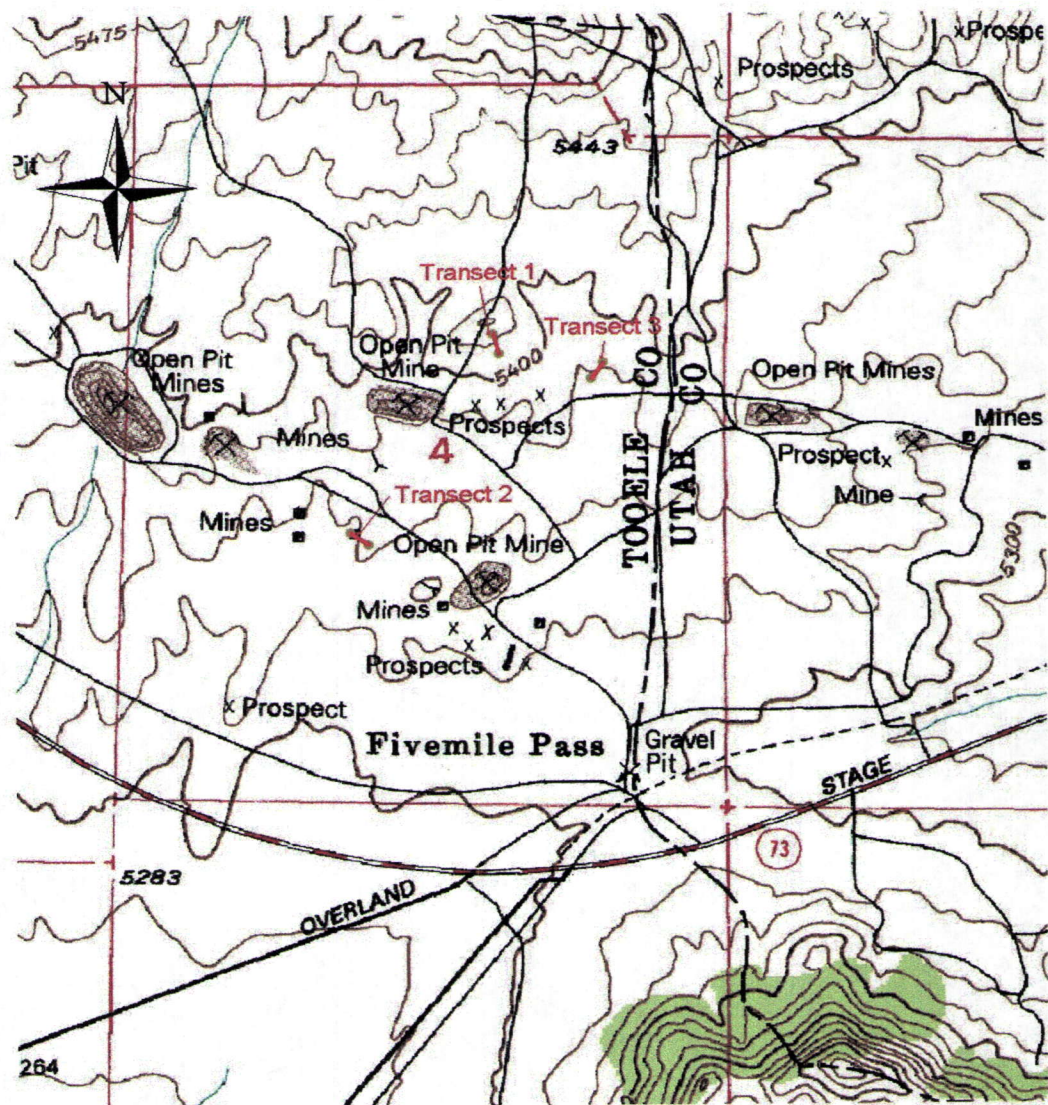 5475
N
Prospects
xProspe
Pit
5443
Transect 1
Transect 3
Open Pit
Mine
5400
Open Pit
Mines
Open Pit Mines
Mines
Prospects
Mines
4
TOOELE CO
UTAH CO
Prospect
x
Mine
Transect 2
Mines
Open Pit Mine
5300
Mines
Prospects
x Prospect
Fivemile Pass
Gravel
Pit
STAGE
73
5283
OVERLAND
264